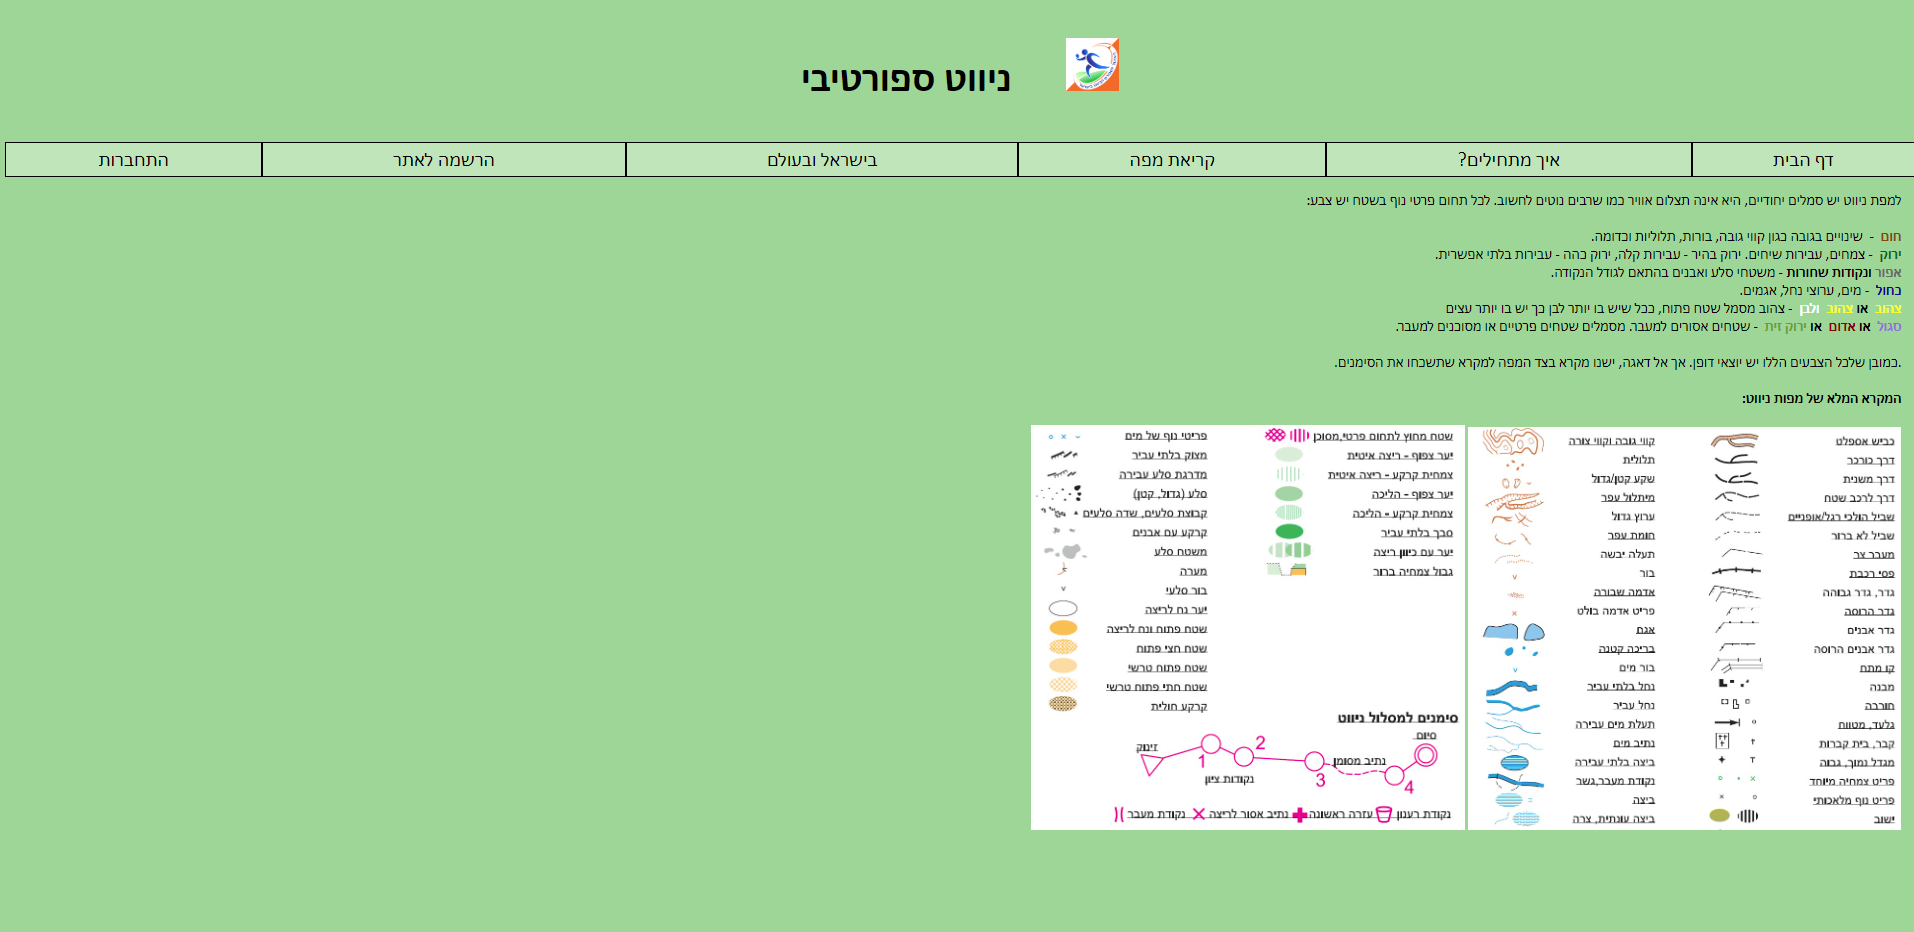 ניווט ספורטיבי
דף הבית
איך מתחילים?
קריאת מפה
בישראל ובעולם
הרשמה לאתר
התחברות
למפת ניווט יש סמלים יחודיים, היא אינה תצלום אוויר כמו שרבים נוטים לחשוב. לכל תחום פרטי נוף בשטח יש צבע:
חום - שינויים בגובה כגון קווי גובה, בורות, תלוליות וכדומה.
ירוק - צמחים, עבירות שיחים. ירוק בהיר - עבירות קלה, ירוק כהה - עבירות בלתי אפשרית.
אפור ונקודות שחורות - משטחי סלע ואבנים בהתאם לגודל הנקודה.
כחול - מים, ערוצי נחל, אגמים.
צהוב או צהוב ולבן - צהוב מסמל שטח פתוח, ככל שיש בו יותר לבן כך יש בו יותר עצים
סגול או אדום או ירוק זית - שטחים אסורים למעבר. מסמלים שטחים פרטיים או מסוכנים למעבר.
.כמובן שלכל הצבעים הללו יש יוצאי דופן. אך אל דאגה, ישנו מקרא בצד המפה למקרא שתשכחו את הסימנים.
המקרא המלא של מפות ניווט:
כביש אספלט
דרך כורכר
דרך משנית
דרך לרכב שטח
שביל הולכי רגל/אופניים
שביל לא ברור
מעבר צר
פסי רכבת
גדר, גדר גבוהה
גדר הרוסה
גדר אבנים
גדר אבנים הרוסה
קו מתח
מבנה
חורבה
גלעד, מטווח
קבר, בית קברות
מגדל נמוך, גבוה
פריט צמחיה מיוחד
פריט נוף מלאכותי
ישוב
קווי גובה וקווי צורה
תלולית
שקע קטן/גדול
מיתלול עפר
ערוץ גדול
חומת עפר
תעלה יבשה
בור
אדמה שבורה
פריט אדמה בולט
אגם
בריכה קטנה
בור מים
נחל בלתי עביר
נחל עביר
תעלת מים עבירה
נתיב מים
ביצה בלתי עבירה
נקודת מעבר,גשר
ביצה
ביצה עונתית, צרה
שטח מחוץ לתחום פרטי,מסוכן
יער צפוף - ריצה איטית
צמחית קרקע - ריצה איטית
יער צפוף - הליכה
צמחית קרקע - הליכה
סבך בלתי עביר
יער עם כיוון ריצה
גבול צמחיה ברור
פריטי נוף של מים
מצוק בלתי עביר
מדרגת סלע עבירה
סלע (גדול, קטן)
קבוצת סלעים, שדה סלעים
קרקע עם אבנים
משטח סלע
מערה
בור סלעי
יער נח לריצה
שטח פתוח ונח לריצה
שטח חצי פתוח
שטח פתוח טרשי
שטח חתי פתוח טרשי
קרקע חולית
סימנים למסלול ניווט
סיום
זינוק
1
2
3
4
נתיב מסומן
נקודות ציון
נקודת רענון
עזרה ראשונה
נתיב אסור לריצה
נקודת מעבר